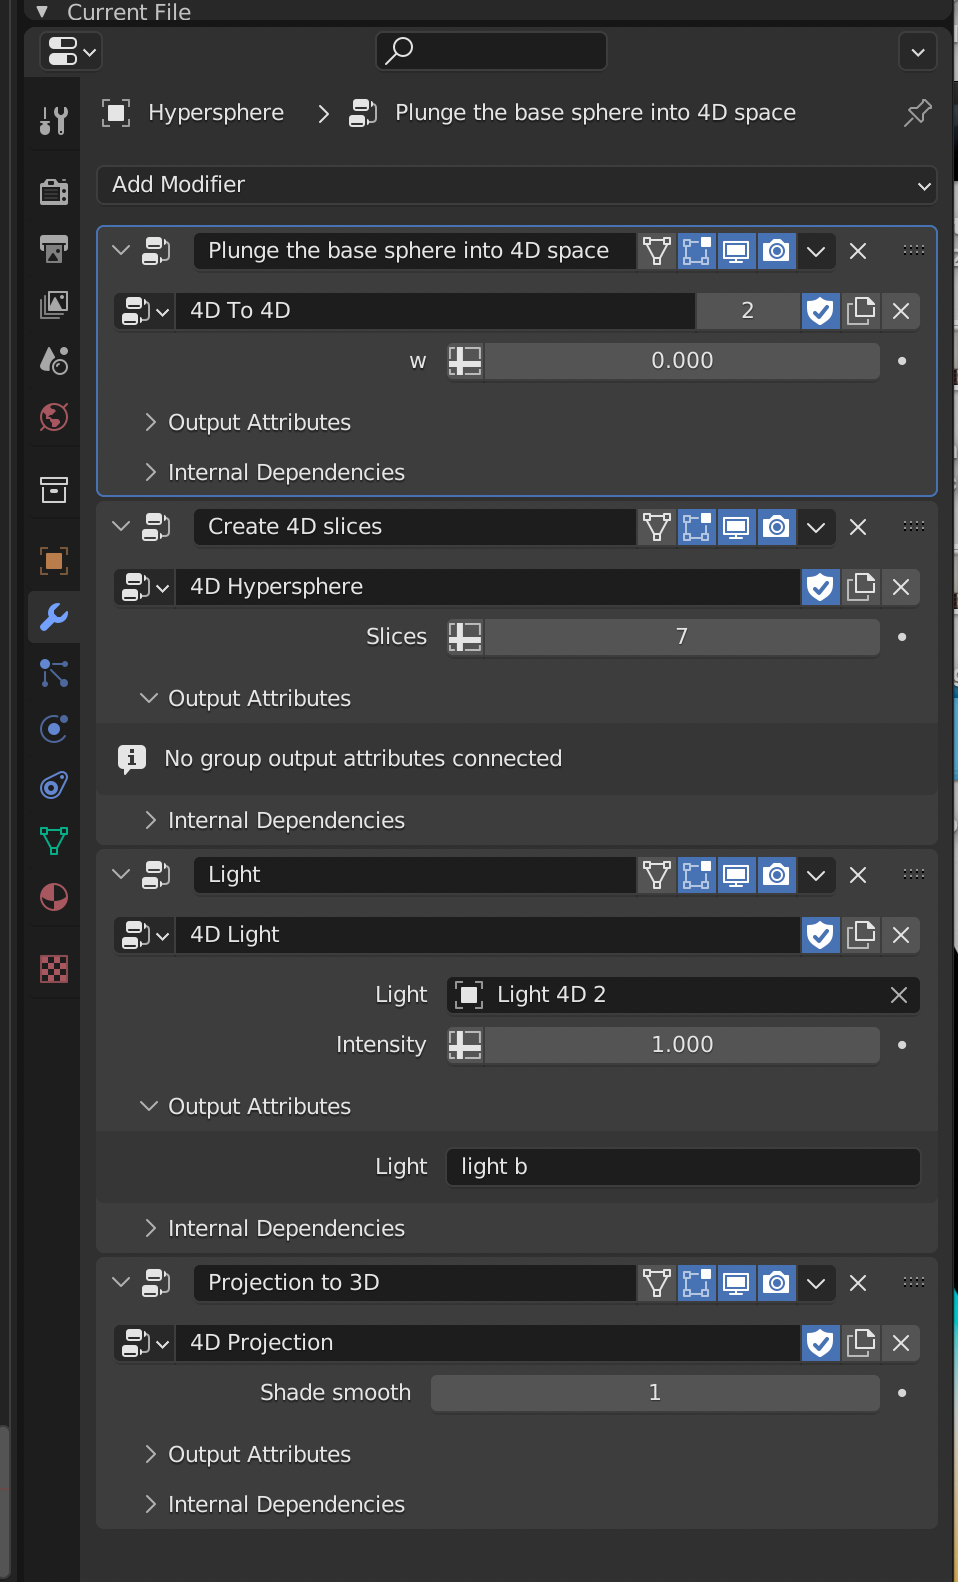 Current File
Hypersphere > Plunge the base sphere into 4D space
Add Modifier
Plunge the base sphere into 4D space
4D To 4D 2
w 0.000
Output Attributes
Internal Dependencies
Create 4D slices
4D Hypersphere
Slices 7
Output Attributes
No group output attributes connected
Internal Dependencies
Light
4D Light
Light Light 4D 2
Intensity 1.000
Output Attributes
Light light b
Internal Dependencies
Projection to 3D
4D Projection
Shade smooth 1
Output Attributes
Internal Dependencies